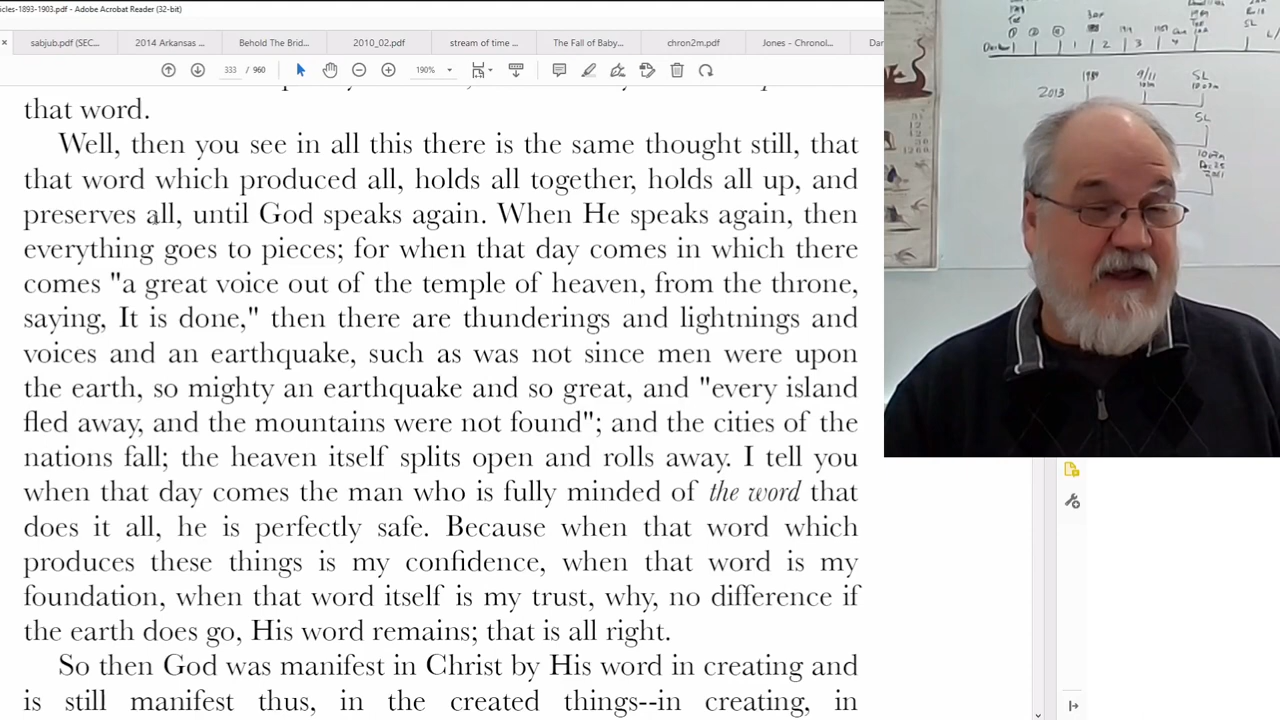 icles-1893-1903.pdf - Adobe Acrobat Reader (32-bit)
sabjub.pdf (SEC... 2014 Arkansas ... Behold The Brid... 2010_02.pdf stream of time ... The Fall of Baby... chron2m.pdf Jones - Chronol... Dar
333 / 960 190%
that word.
Well, then you see in all this there is the same thought still, that
that word which produced all, holds all together, holds all up, and
preserves all, until God speaks again. When He speaks again, then
everything goes to pieces; for when that day comes in which there
comes "a great voice out of the temple of heaven, from the throne,
saying, It is done," then there are thunderings and lightnings and
voices and an earthquake, such as was not since men were upon
the earth, so mighty an earthquake and so great, and "every island
fled away, and the mountains were not found"; and the cities of the
nations fall; the heaven itself splits open and rolls away. I tell you
when that day comes the man who is fully minded of the word that
does it all, he is perfectly safe. Because when that word which
produces these things is my confidence, when that word is my
foundation, when that word itself is my trust, why, no difference if
the earth does go, His word remains; that is all right.
So then God was manifest in Christ by His word in creating and
is still manifest thus, in the created things--in creating, in
1989 9/11 SL
2013
SL